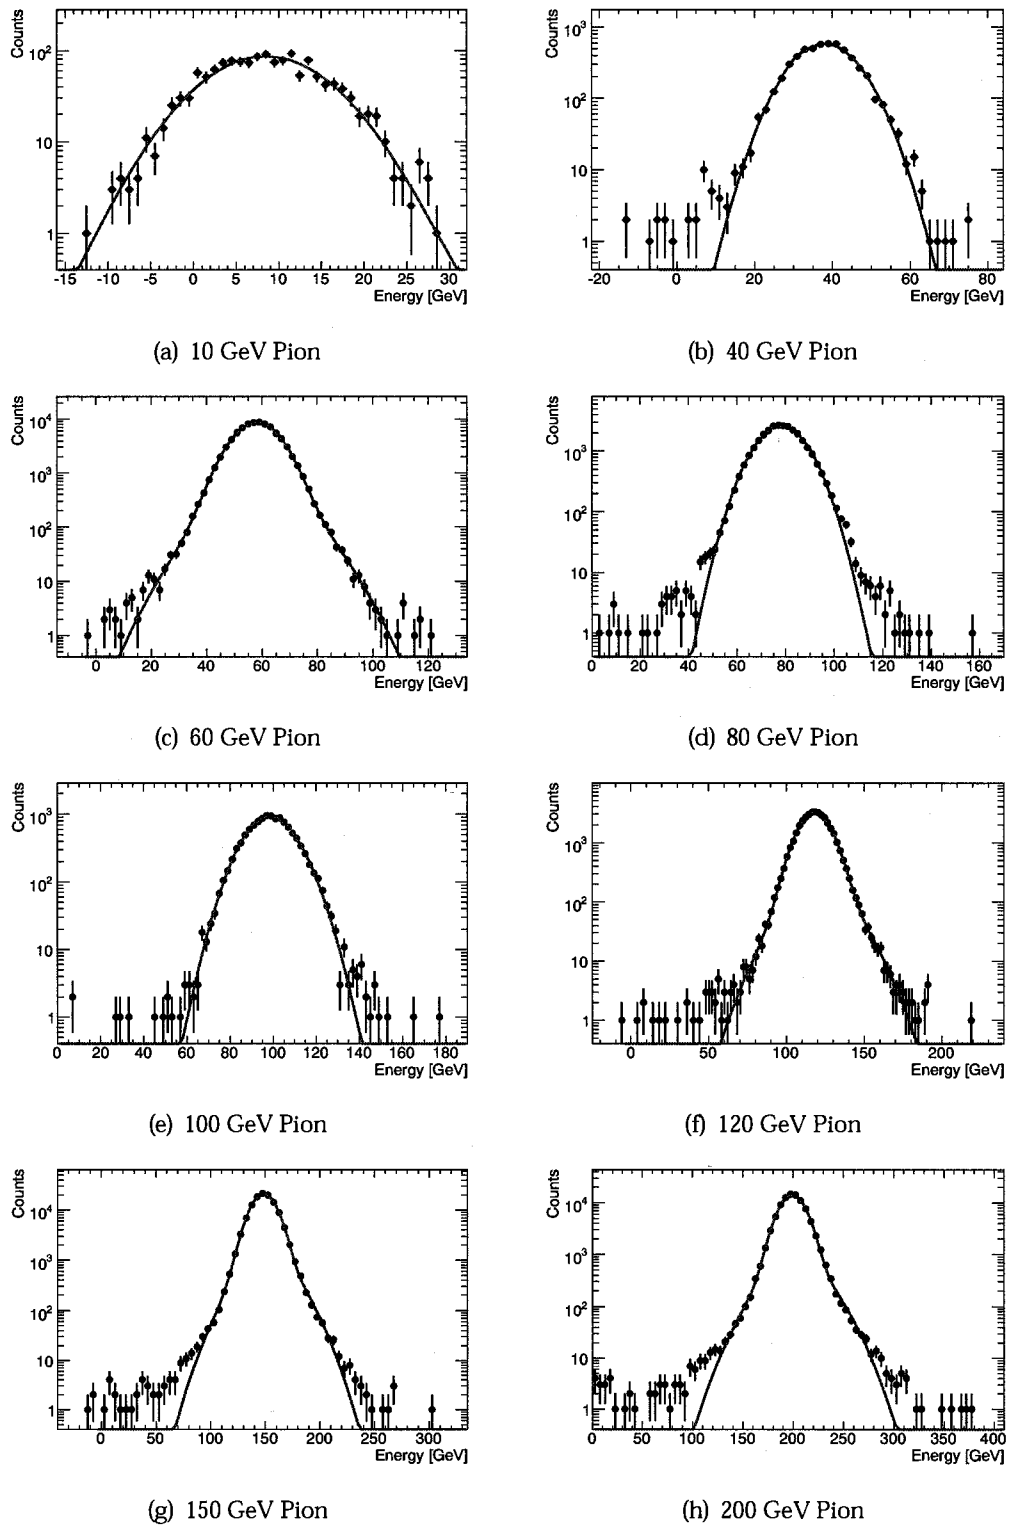 Counts
10²
10
1
-15 -10 -5 0 5 10 15 20 25 30
Energy [GeV]
(a) 10 GeV Pion
Counts
10³
10²
10
1
-20 0 20 40 60 80
Energy [GeV]
(b) 40 GeV Pion
Counts
10⁴
10³
10²
10
1
0 20 40 60 80 100 120
Energy [GeV]
(c) 60 GeV Pion
Counts
10³
10²
10
1
0 20 40 60 80 100 120 140 160
Energy [GeV]
(d) 80 GeV Pion
Counts
10³
10²
10
1
0 20 40 60 80 100 120 140 160 180
Energy [GeV]
(e) 100 GeV Pion
Counts
10³
10²
10
1
0 50 100 150 200
Energy [GeV]
(f) 120 GeV Pion
Counts
10⁴
10³
10²
10
1
0 50 100 150 200 250 300
Energy [GeV]
(g) 150 GeV Pion
Counts
10⁴
10³
10²
10
1
0 50 100 150 200 250 300 350 400
Energy [GeV]
(h) 200 GeV Pion